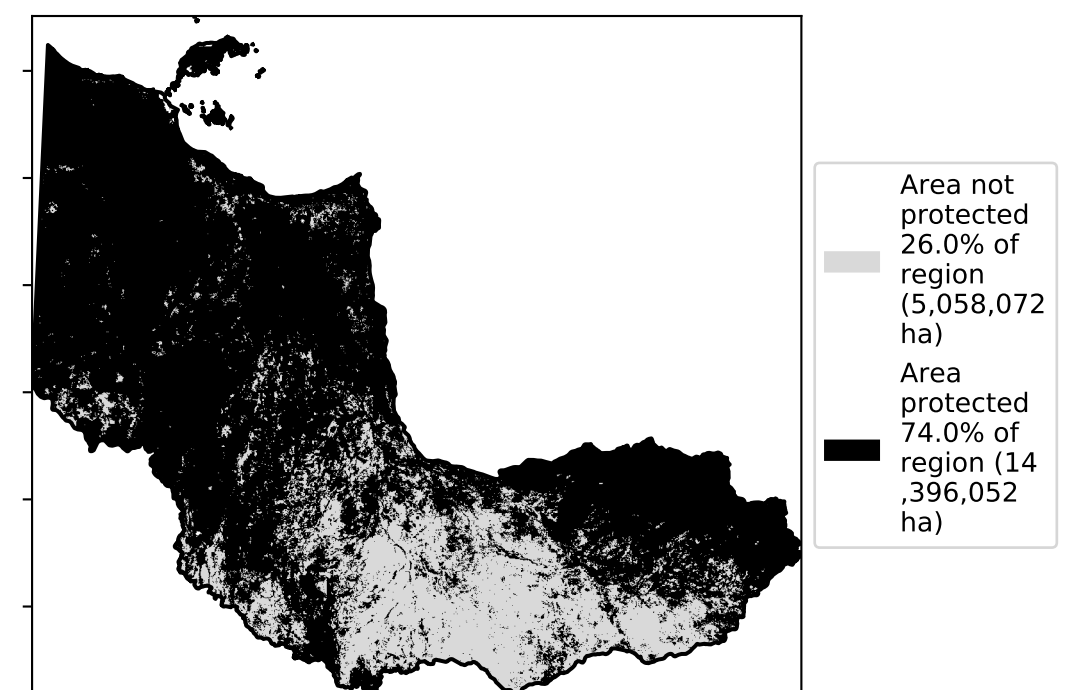 Area not
protected
26.0% of
region
(5,058,072
ha)
Area
protected
74.0% of
region (14
,396,052
ha)